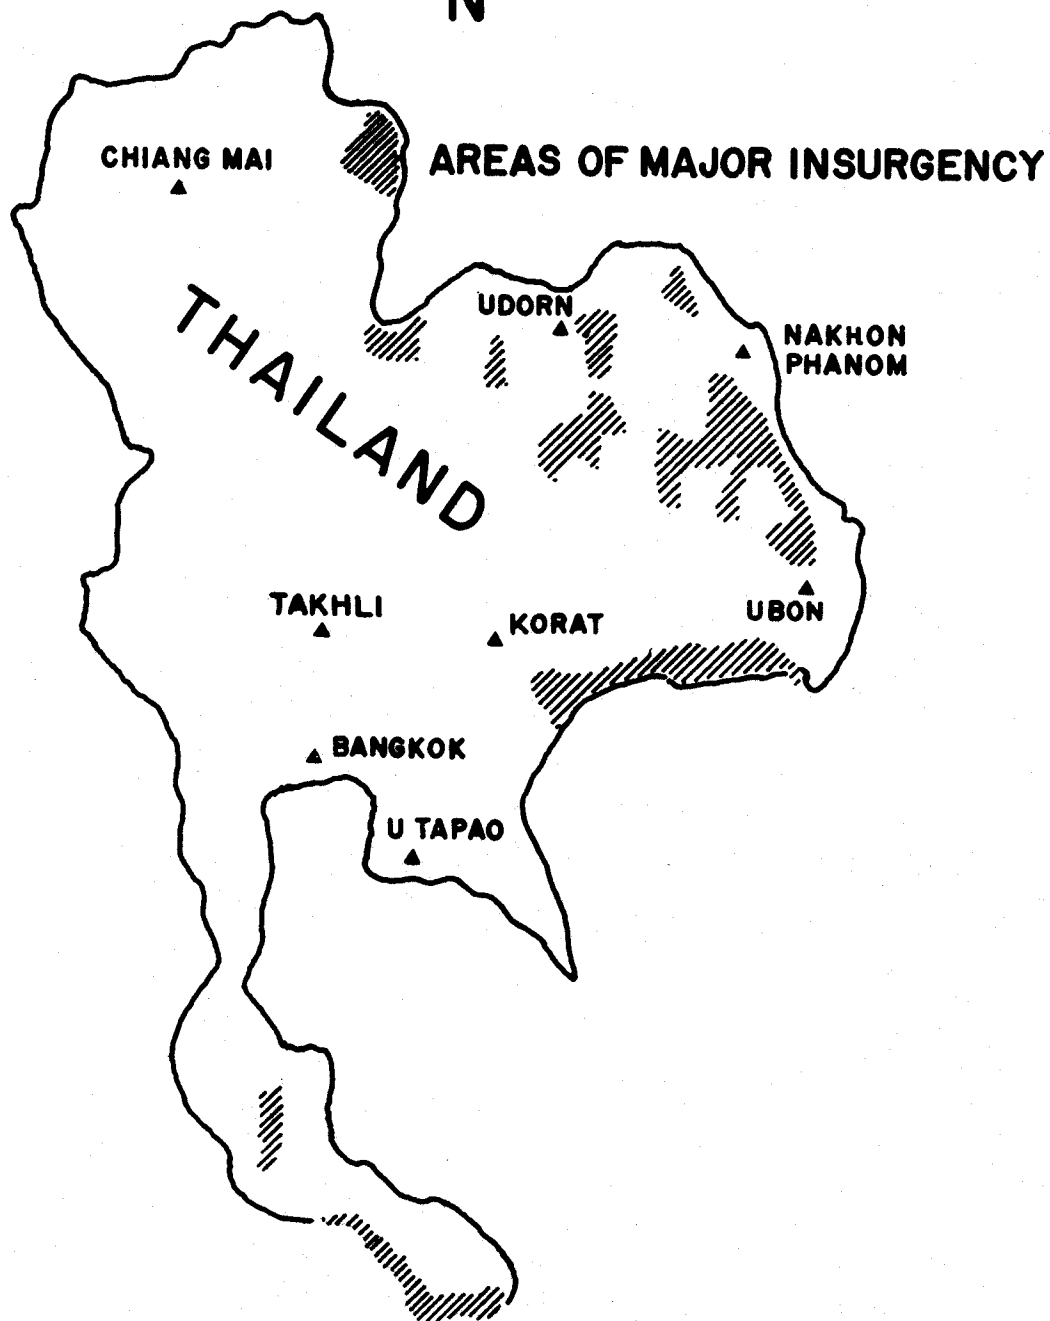 N
CHIANG MAI
AREAS OF MAJOR INSURGENCY
UDORN
NAKHON
PHANOM
THAILAND
TAKHLI
KORAT
UBON
BANGKOK
U TAPAO